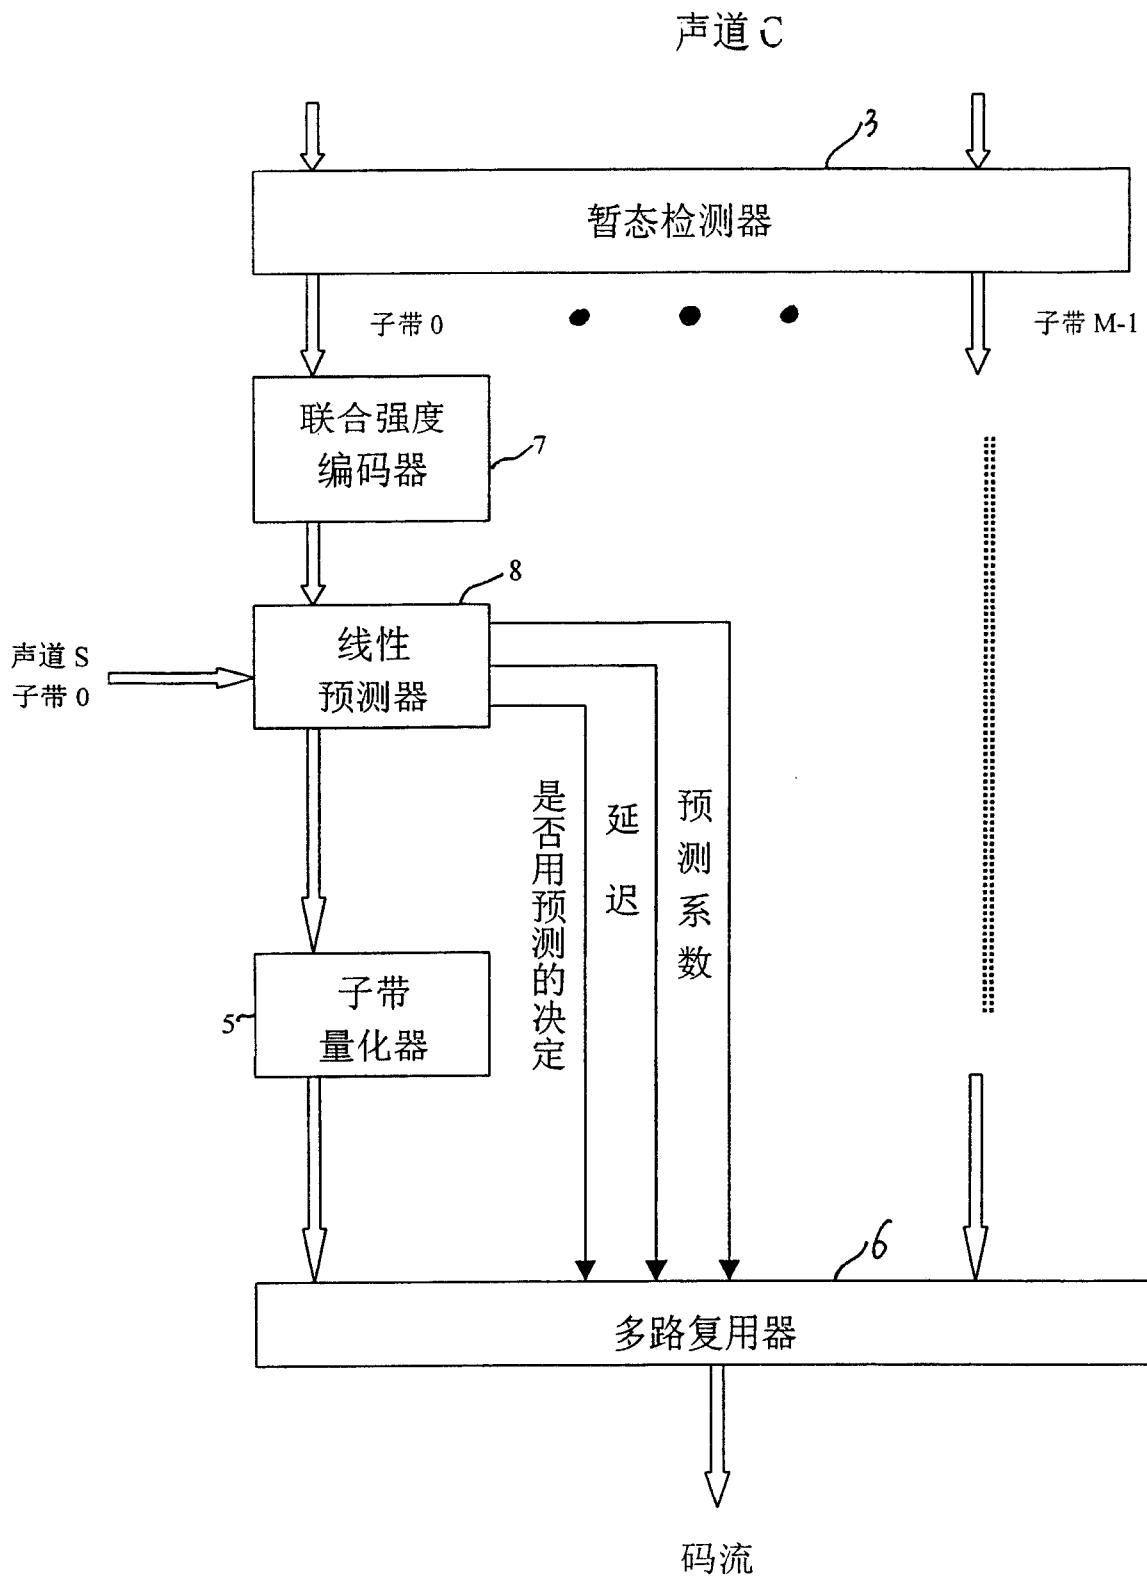 声道 C
3
暂态检测器
子带 0
子带 M-1
联合强度
编码器
7
8
声道 S
子带 0
线性
预测器
是否用预测的决定
延迟
预测系数
子带
量化器
5
6
多路复用器
码流